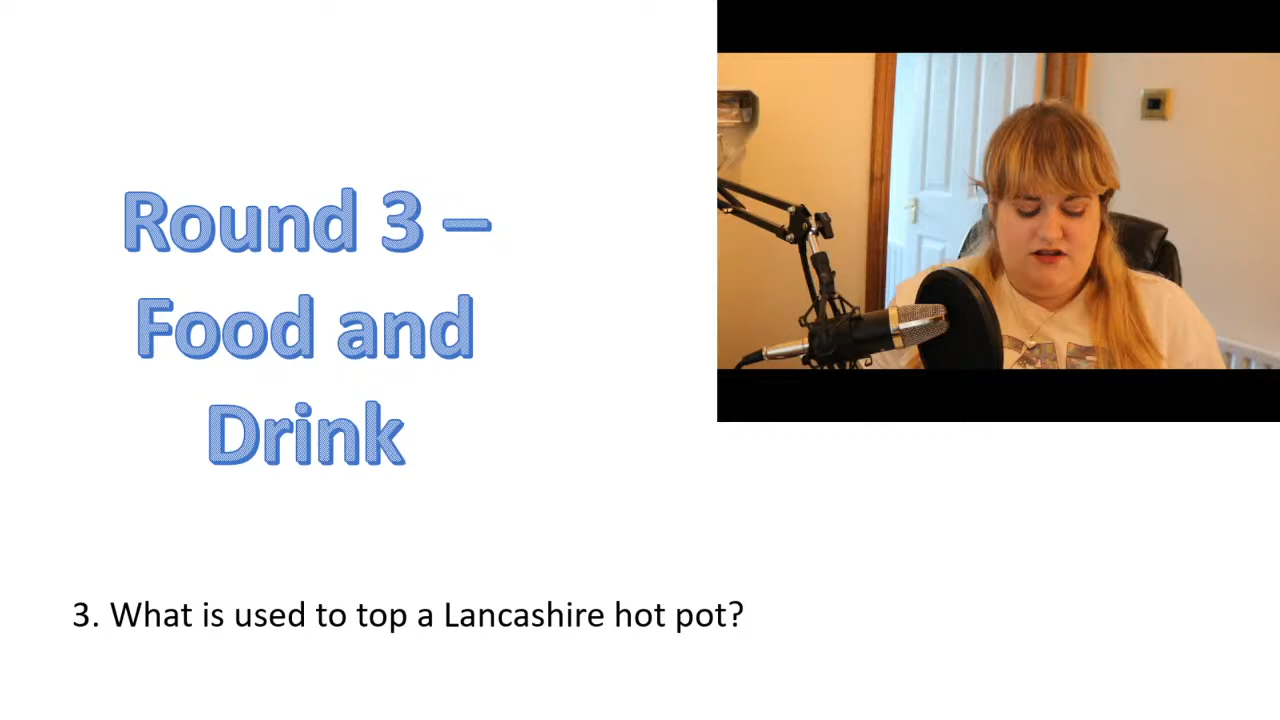 Round 3 –
Food and
Drink
3. What is used to top a Lancashire hot pot?